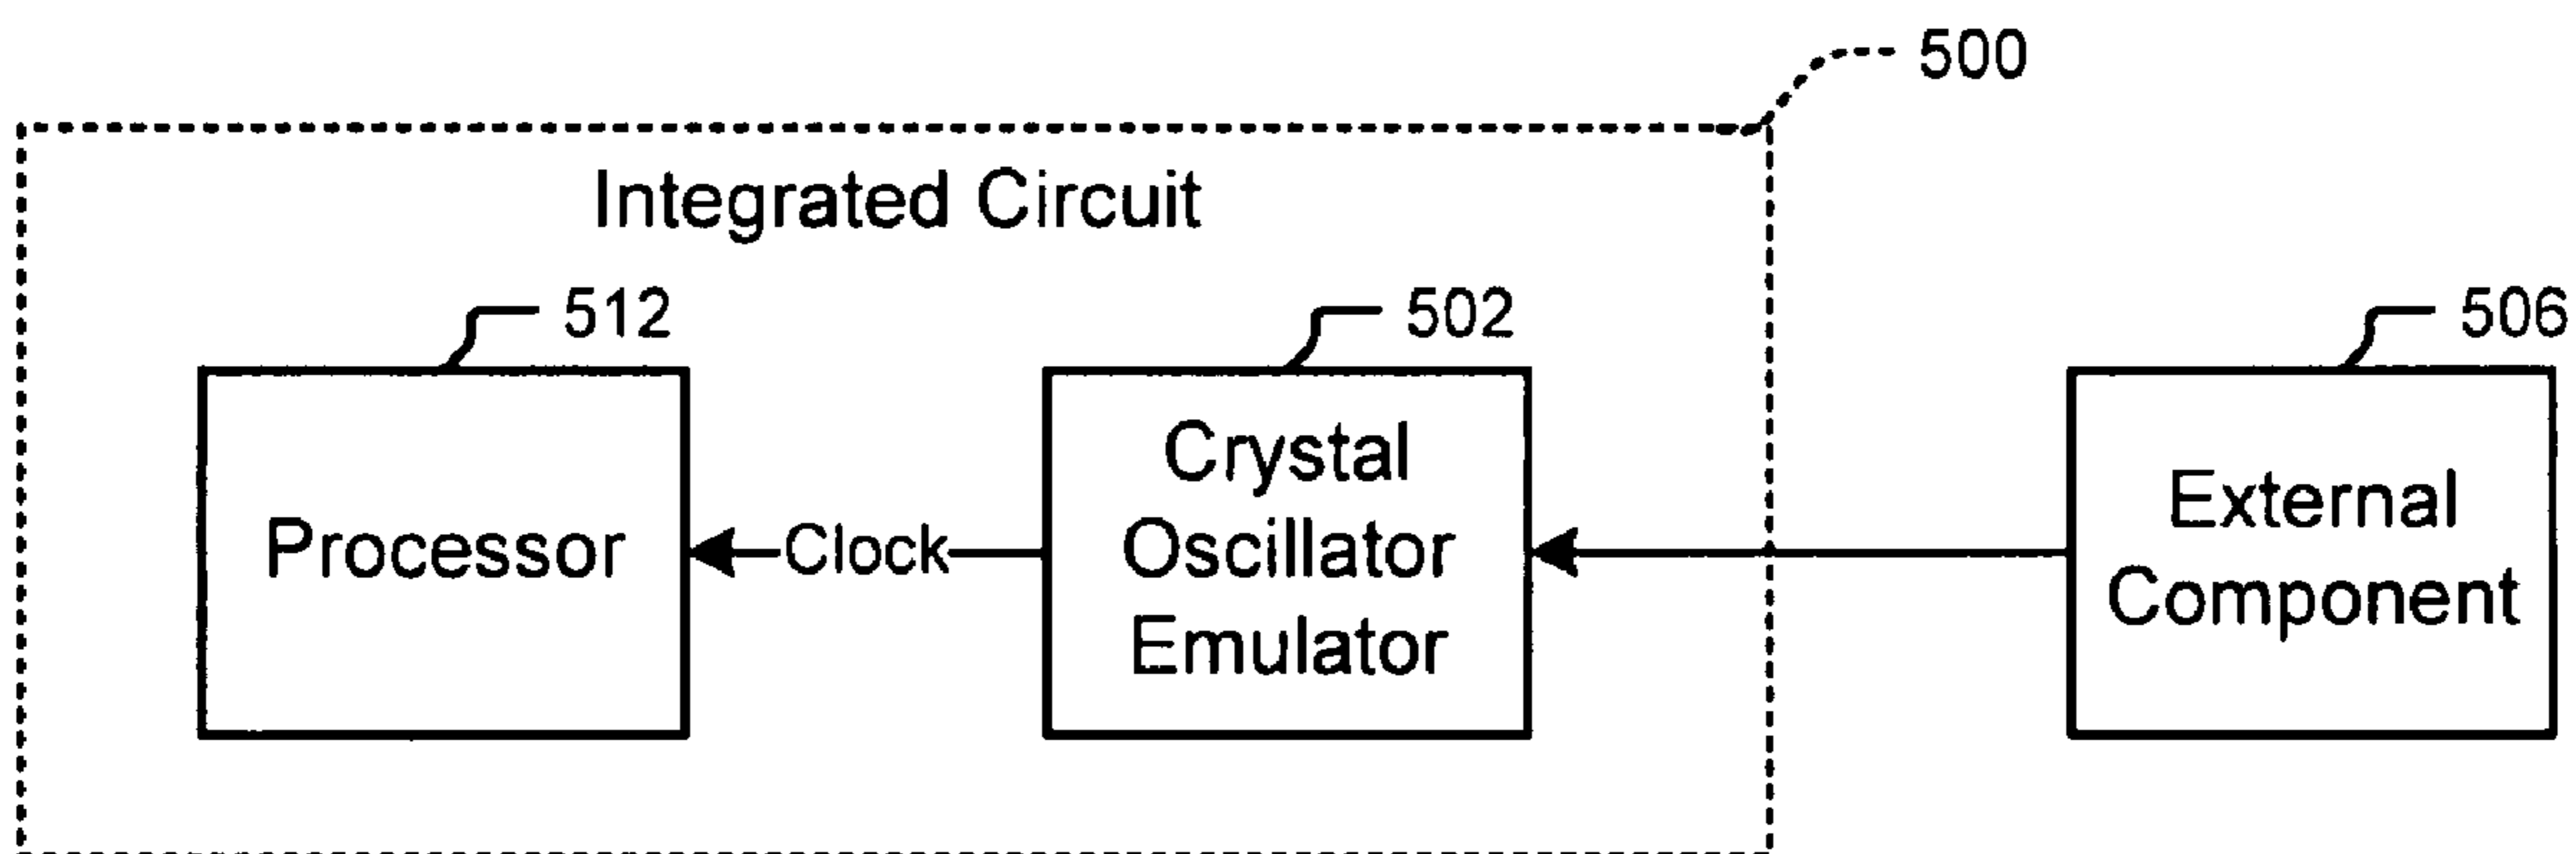 500
Integrated Circuit
512
502
506
Processor
Clock
Crystal
Oscillator
Emulator
External
Component